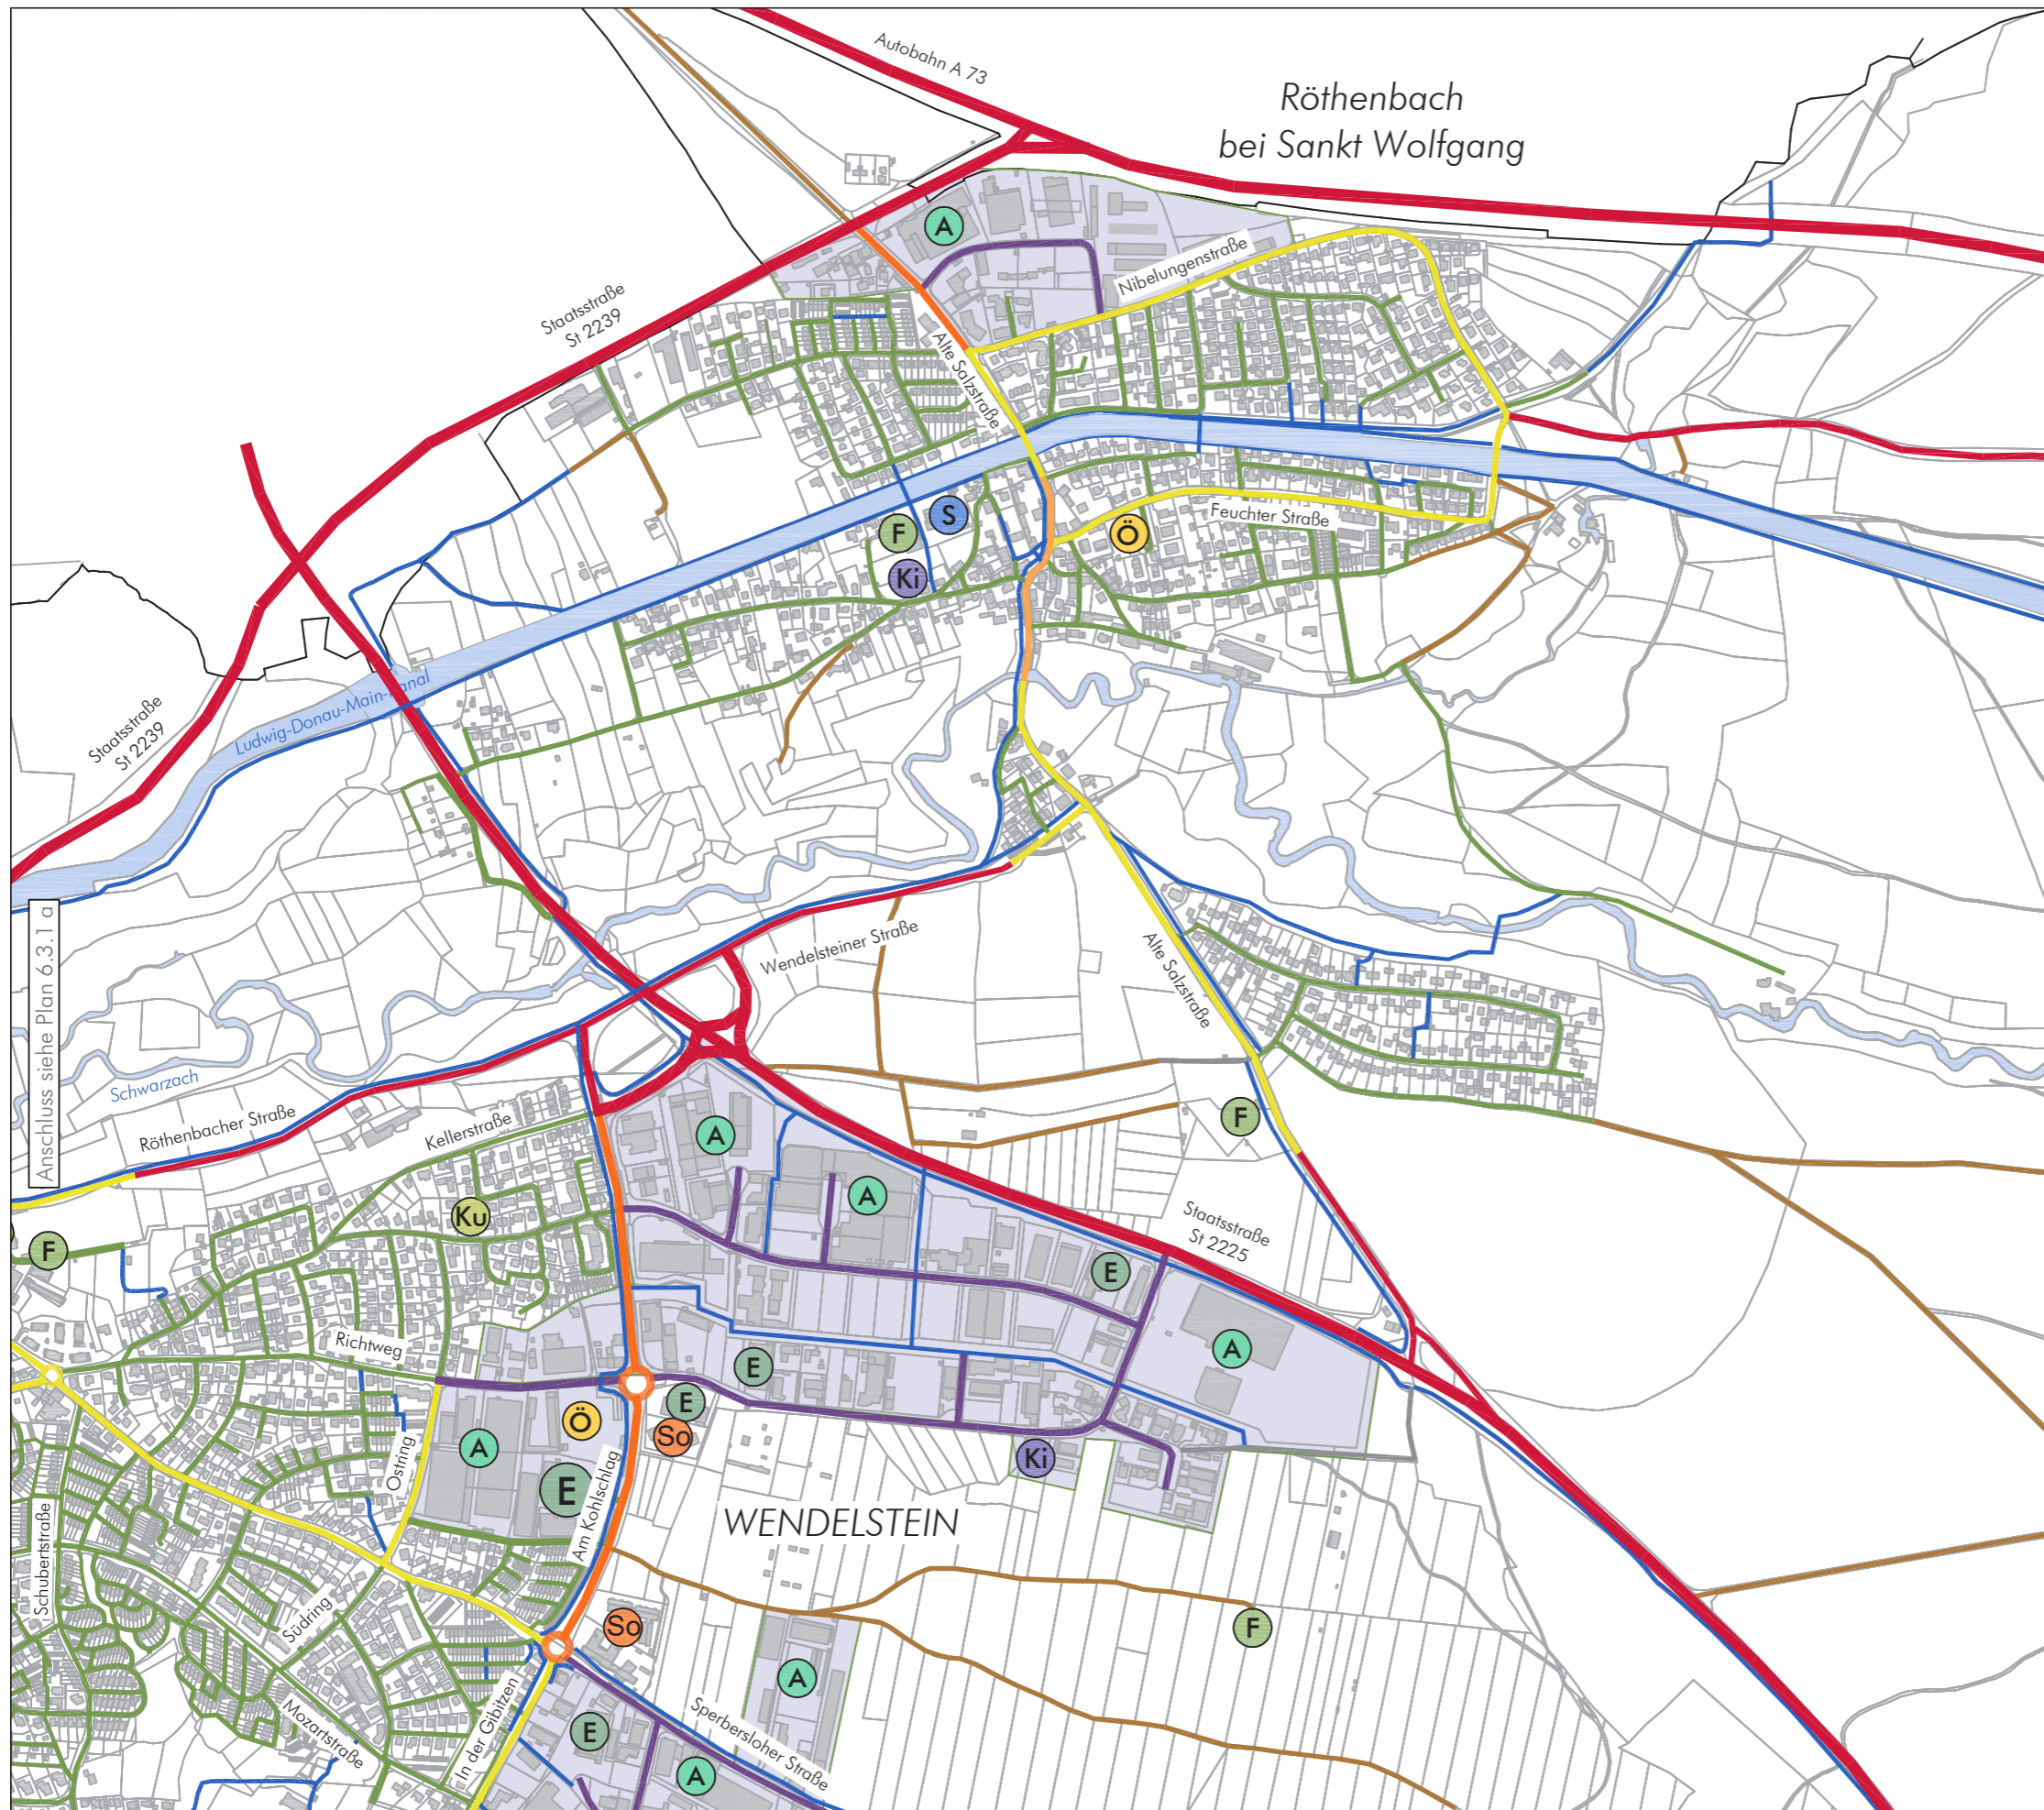 Autobahn A 73
Röthenbach
bei Sankt Wolfgang
A
Nibelungenstraße
Staatsstraße
St 2239
Alte Salzstraße
S
F
Ö
Feuchter Straße
Ki
Ludwig-Donau-Main-Kanal
Staatsstraße
St 2239
Anschluss siehe Plan 6.3.1 a
Wendelsteiner Straße
Alte Salzstraße
Schwarzach
Röthenbacher Straße
Kellerstraße
A
F
A
Ku
Staatsstraße
St 2225
F
E
Richtweg
A
E
E
Ö
So
A
Ostring
Ki
E
Am Kohlschlag
WENDELSTEIN
Schubertstraße
Südring
So
F
A
In der Gibitzen
Mozartstraße
E
Sperbersloher Straße
A